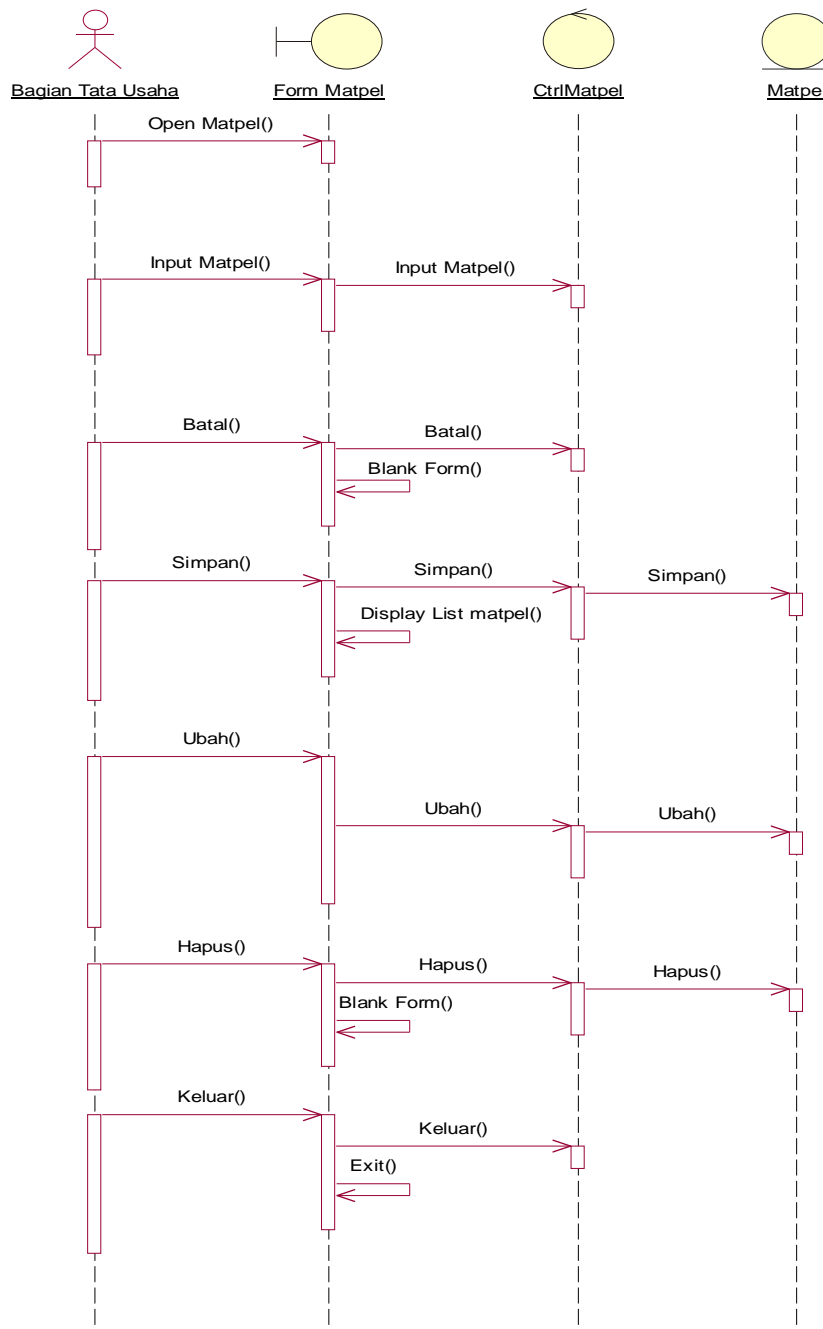 Bagian Tata Usaha
Form Matpel
CtrlMatpel
Matpe
Open Matpel()
Input Matpel()
Input Matpel()
Batal()
Batal()
Blank Form()
Simpan()
Simpan()
Simpan()
Display List matpel()
Ubah()
Ubah()
Ubah()
Hapus()
Hapus()
Hapus()
Blank Form()
Keluar()
Keluar()
Exit()